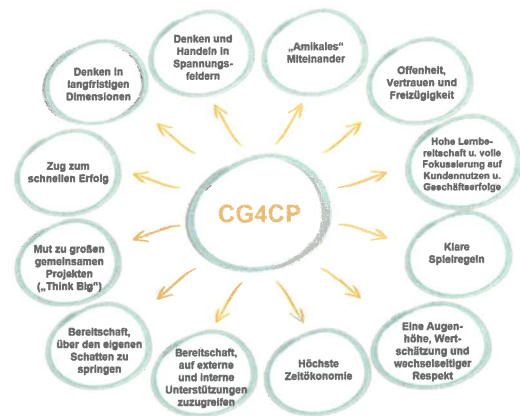 „Amikales"
Miteinander
Offenheit,
Vertrauen und
Freizügigkeit
Hohe Lernbe-
reitschaft u. volle
Fokussierung auf
Kundennutzen u.
Geschäftserfolge
Klare
Spielregeln
Eine Augen-
höhe, Wert-
schätzung und
wechselseitiger
Respekt
Höchste
Zeitökonomie
Bereitschaft,
auf externe
und interne
Unterstützungen
zuzugreifen
Bereitschaft,
über den eigenen
Schatten zu
springen
Mut zu großen
gemeinsamen
Projekten
(„Think Big")
Zug zum
schnellen Erfolg
Denken in
langfristigen
Dimensionen
Denken und
Handeln in
Spannungs-
feldern
CG4CP